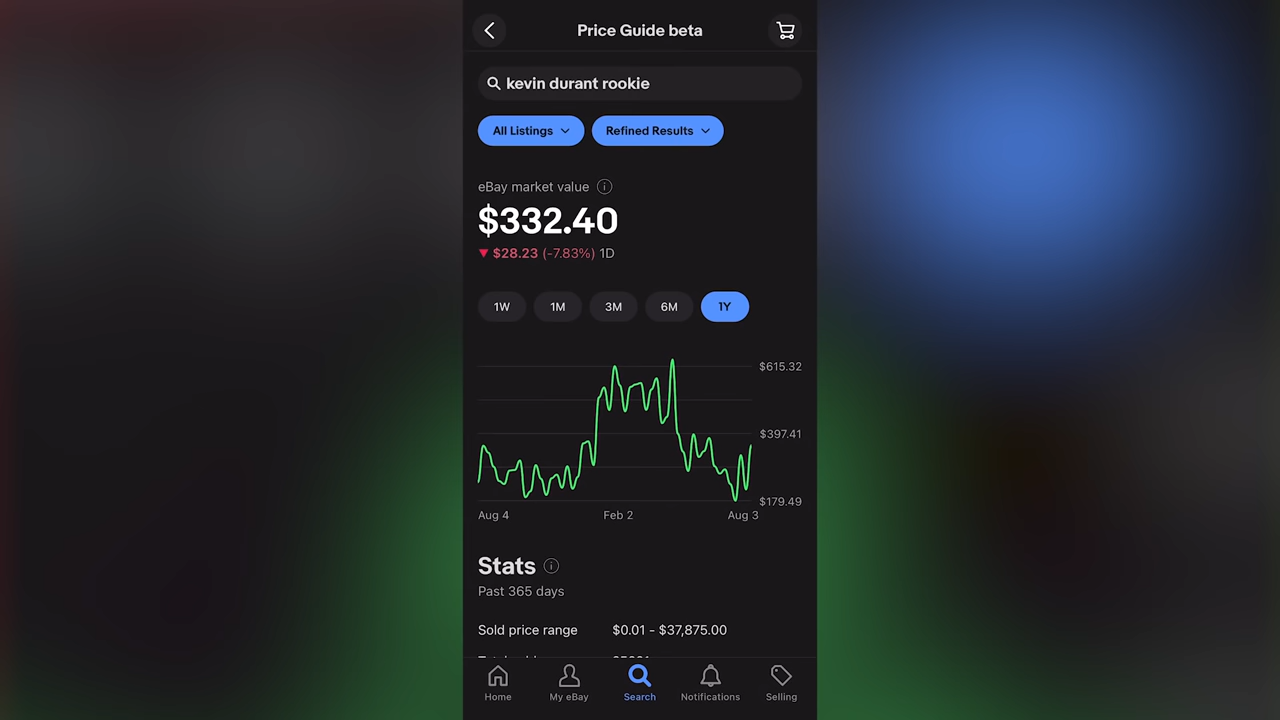 Price Guide beta
kevin durant rookie
All Listings Refined Results
eBay market value
$332.40
$28.23 (-7.83%) 1D
1W 1M 3M 6M 1Y
$615.32
$397.41
$179.49
Aug 4 Feb 2 Aug 3
Stats
Past 365 days
Sold price range $0.01 - $37,875.00
Home My eBay Search Notifications Selling